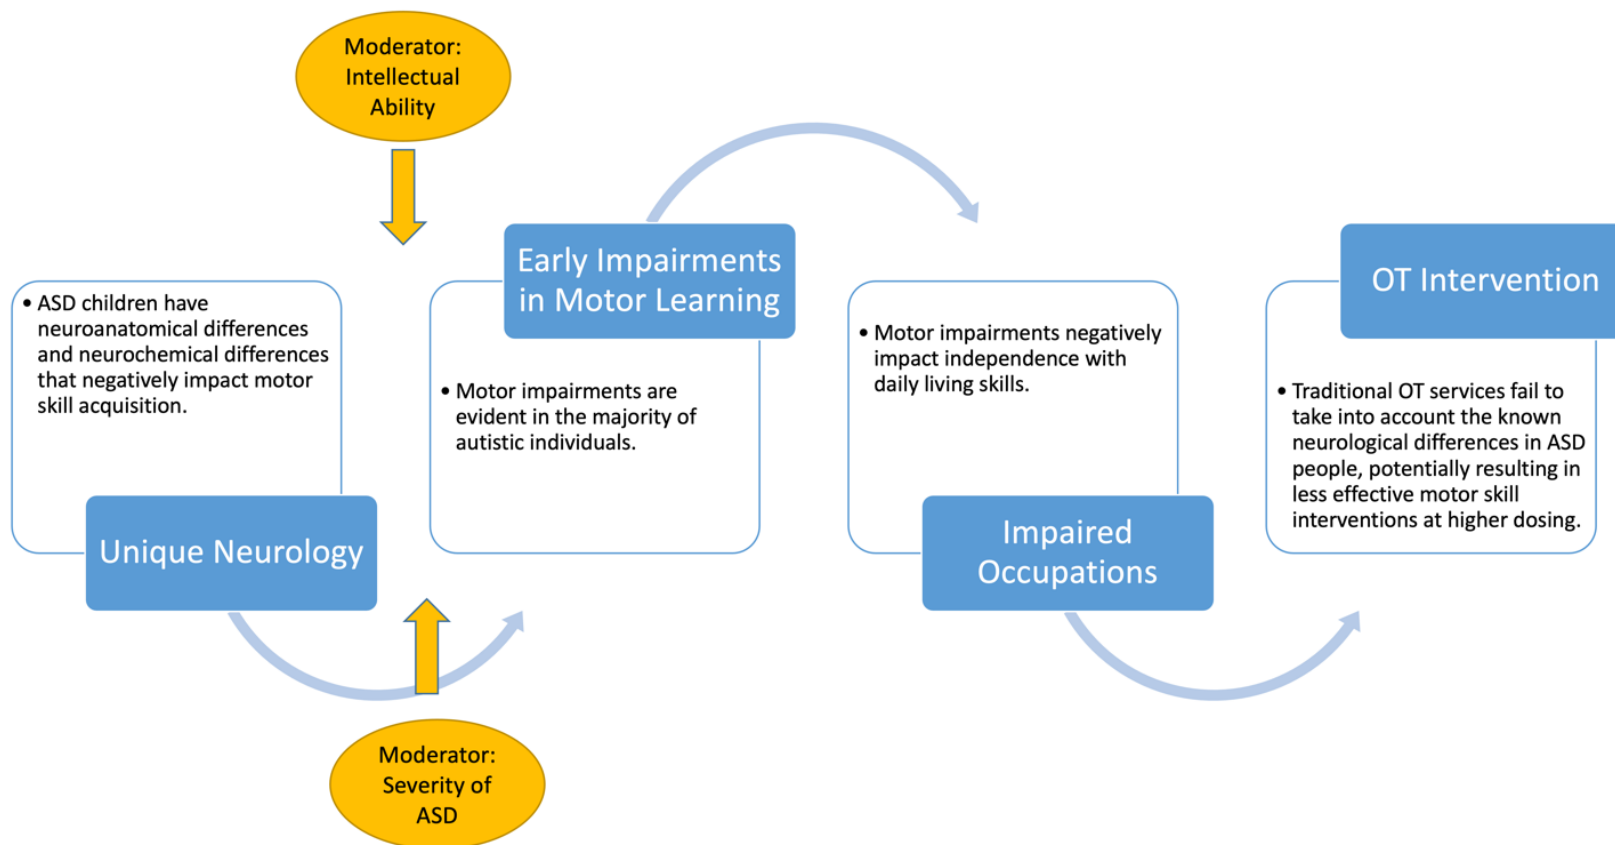 Moderator:
Intellectual
Ability
• ASD children have
neuroanatomical differences
and neurochemical differences
that negatively impact motor
skill acquisition.
Unique Neurology
Moderator:
Severity of
ASD
Early Impairments
in Motor Learning
• Motor impairments are
evident in the majority of
autistic individuals.
• Motor impairments negatively
impact independence with
daily living skills.
Impaired
Occupations
OT Intervention
• Traditional OT services fail to
take into account the known
neurological differences in ASD
people, potentially resulting in
less effective motor skill
interventions at higher dosing.